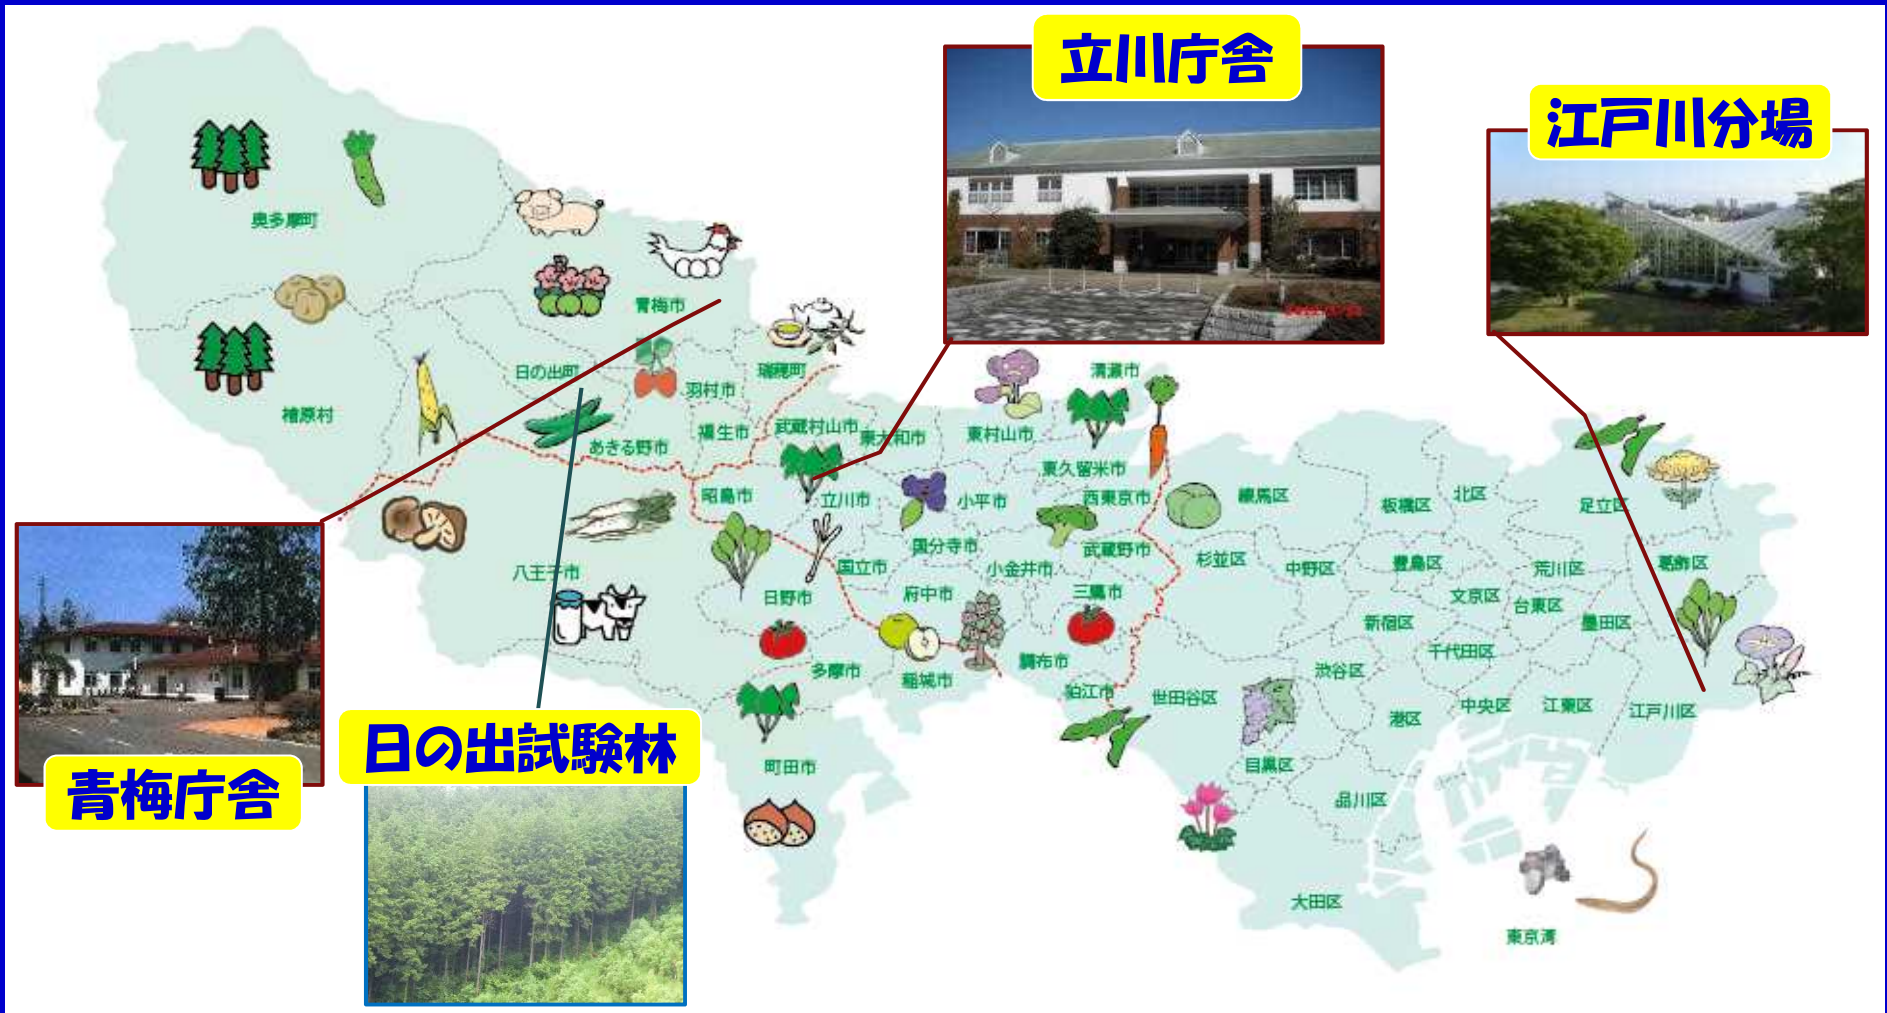 立川庁舎
江戸川分場
奥多摩町
青梅市
日の出町
瑞穂町
羽村市
清瀬市
檜原村
福生市
武蔵村山市
東大和市
東村山市
あきる野市
東久留米市
昭島市
立川市
小平市
西東京市
練馬区
板橋区
北区
足立区
国分寺市
武蔵野市
八王子市
国立市
小金井市
杉並区
中野区
豊島区
荒川区
葛飾区
日野市
府中市
三鷹市
文京区
台東区
新宿区
墨田区
多摩市
稲城市
調布市
狛江市
世田谷区
渋谷区
千代田区
港区
中央区
江東区
江戸川区
日の出試験林
青梅庁舎
町田市
目黒区
品川区
大田区
東京湾